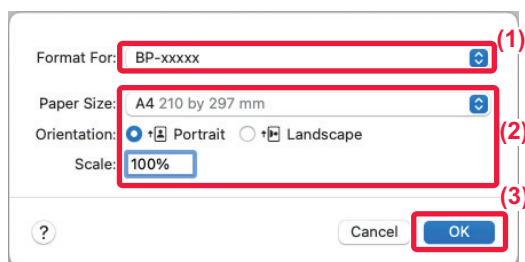 (1)
Format For: BP-xxxxx
Paper Size: A4 210 by 297 mm
Orientation: Portrait Landscape
(2)
Scale: 100%
(3)
? Cancel OK